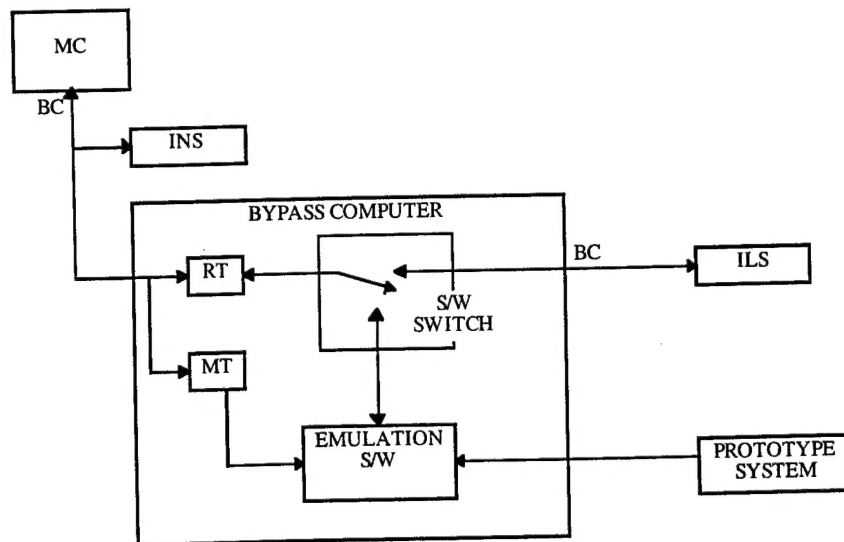 MC
BC
INS
BYPASS COMPUTER
RT
BC
ILS
S/W
SWITCH
MT
EMULATION
S/W
PROTOTYPE
SYSTEM